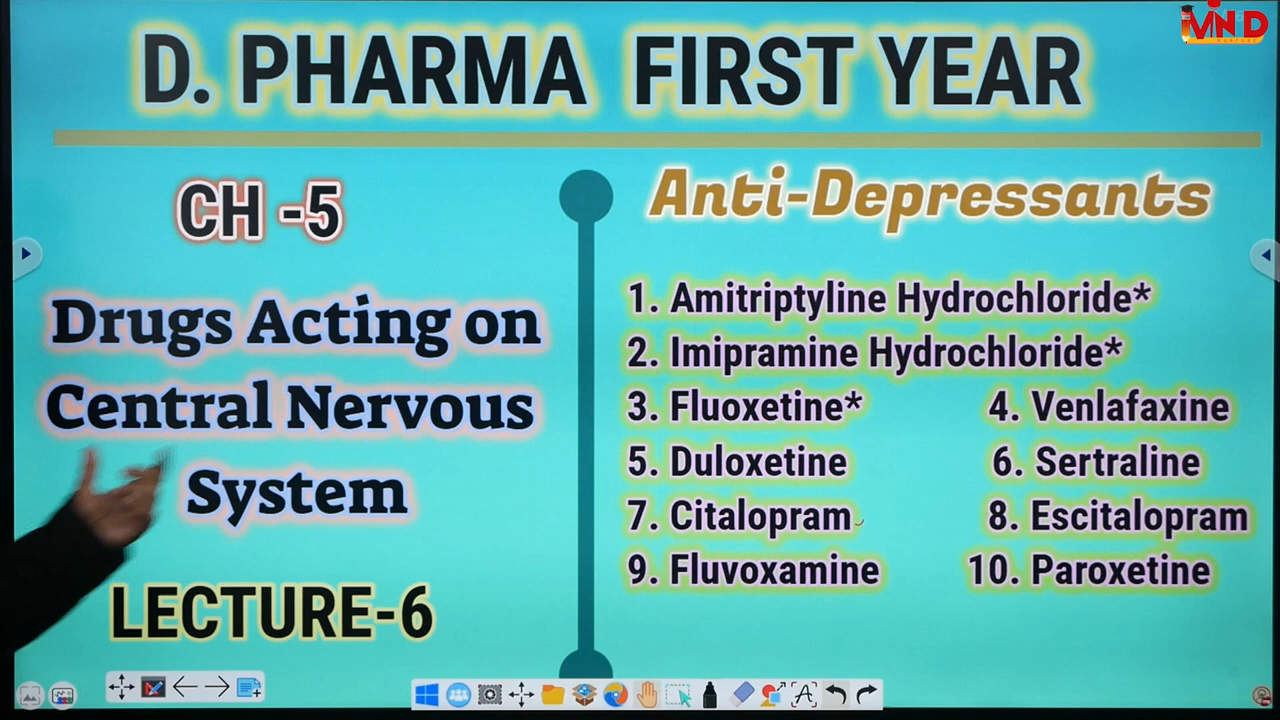 MIND
D. PHARMA FIRST YEAR
CH -5
Drugs Acting on
Central Nervous
System
LECTURE-6
Anti-Depressants
1. Amitriptyline Hydrochloride*
2. Imipramine Hydrochloride*
3. Fluoxetine* 4. Venlafaxine
5. Duloxetine 6. Sertraline
7. Citalopram 8. Escitalopram
9. Fluvoxamine 10. Paroxetine